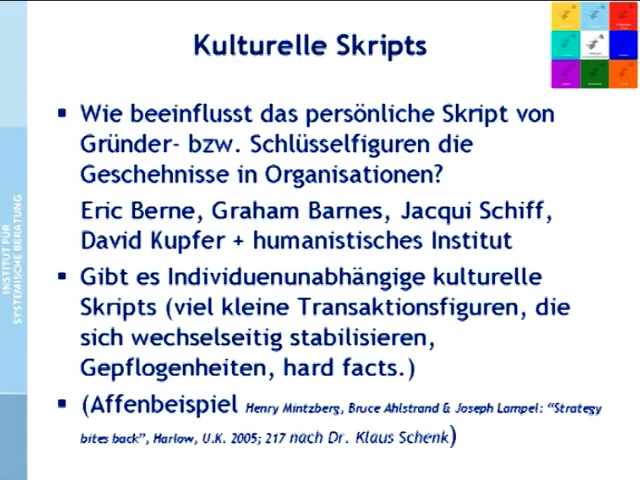 Kulturelle Skripts
▪ Wie beeinflusst das persönliche Skript von
Gründer- bzw. Schlüsselfiguren die
Geschehnisse in Organisationen?
Eric Berne, Graham Barnes, Jacqui Schiff,
David Kupfer + humanistisches Institut
▪ Gibt es Individuenunabhängige kulturelle
Skripts (viel kleine Transaktionsfiguren, die
sich wechselseitig stabilisieren,
Gepflogenheiten, hard facts.)
▪ (Affenbeispiel Henry Mintzberg, Bruce Ahlstrand & Joseph Lampel: “Strategy
bites back”, Harlow, U.K. 2005; 217 nach Dr. Klaus Schenk)
INSTITUT FÜR
SYSTEMISCHE BERATUNG